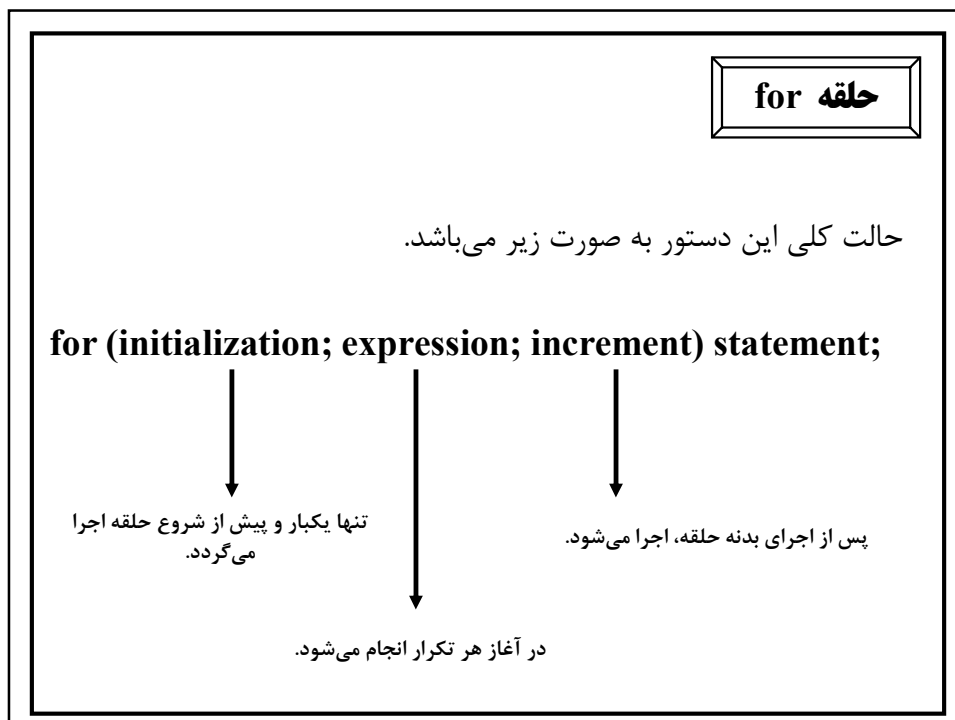 حلقه for
حالت کلی این دستور به صورت زیر می‌باشد.
for (initialization; expression; increment) statement;
تنها یکبار و پیش از شروع حلقه اجرا
می‌گردد.
پس از اجرای بدنه حلقه، اجرا می‌شود.
در آغاز هر تکرار انجام می‌شود.